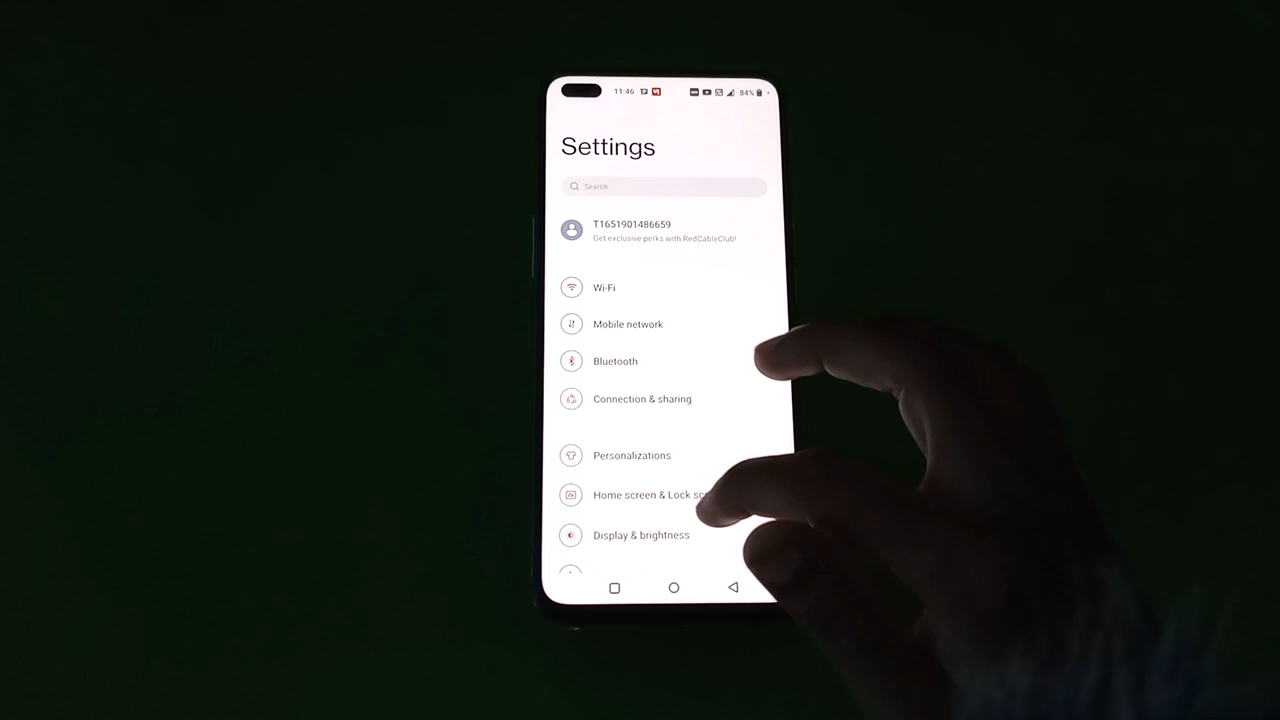 11:46 84%
Settings
Search
T1651901486659
Get exclusive perks with RedCableClub!
Wi-Fi
Mobile network
Bluetooth
Connection & sharing
Personalizations
Home screen & Lock sc
Display & brightness